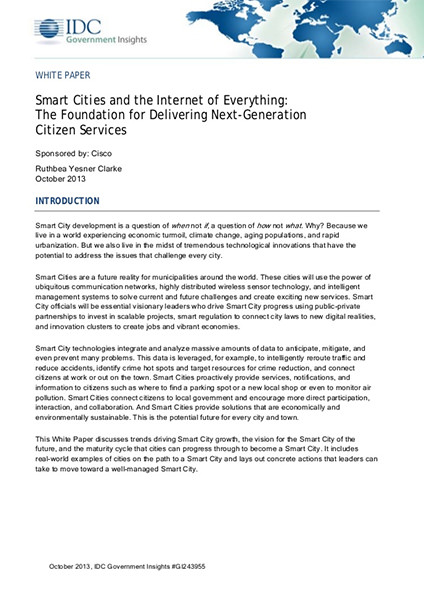 IDC
Government Insights
WHITE PAPER
Smart Cities and the Internet of Everything:
The Foundation for Delivering Next-Generation
Citizen Services
Sponsored by: Cisco
Ruthbea Yesner Clarke
October 2013
INTRODUCTION
Smart City development is a question of when not if, a question of how not what. Why? Because we
live in a world experiencing economic turmoil, climate change, aging populations, and rapid
urbanization. But we also live in the midst of tremendous technological innovations that have the
potential to address the issues that challenge every city.
Smart Cities are a future reality for municipalities around the world. These cities will use the power of
ubiquitous communication networks, highly distributed wireless sensor technology, and intelligent
management systems to solve current and future challenges and create exciting new services. Smart
City officials will be essential visionary leaders who drive Smart City progress using public-private
partnerships to invest in scalable projects, smart regulation to connect city laws to new digital realities,
and innovation clusters to create jobs and vibrant economies.
Smart City technologies integrate and analyze massive amounts of data to anticipate, mitigate, and
even prevent many problems. This data is leveraged, for example, to intelligently reroute traffic and
reduce accidents, identify crime hot spots and target resources for crime reduction, and connect
citizens at work or out on the town. Smart Cities proactively provide services, notifications, and
information to citizens such as where to find a parking spot or a new local shop or even to monitor air
pollution. Smart Cities connect citizens to local government and encourage more direct participation,
interaction, and collaboration. And Smart Cities provide solutions that are economically and
environmentally sustainable. This is the potential future for every city and town.
This White Paper discusses trends driving Smart City growth, the vision for the Smart City of the
future, and the maturity cycle that cities can progress through to become a Smart City. It includes
real-world examples of cities on the path to a Smart City and lays out concrete actions that leaders can
take to move toward a well-managed Smart City.
October 2013, IDC Government Insights #GI243955